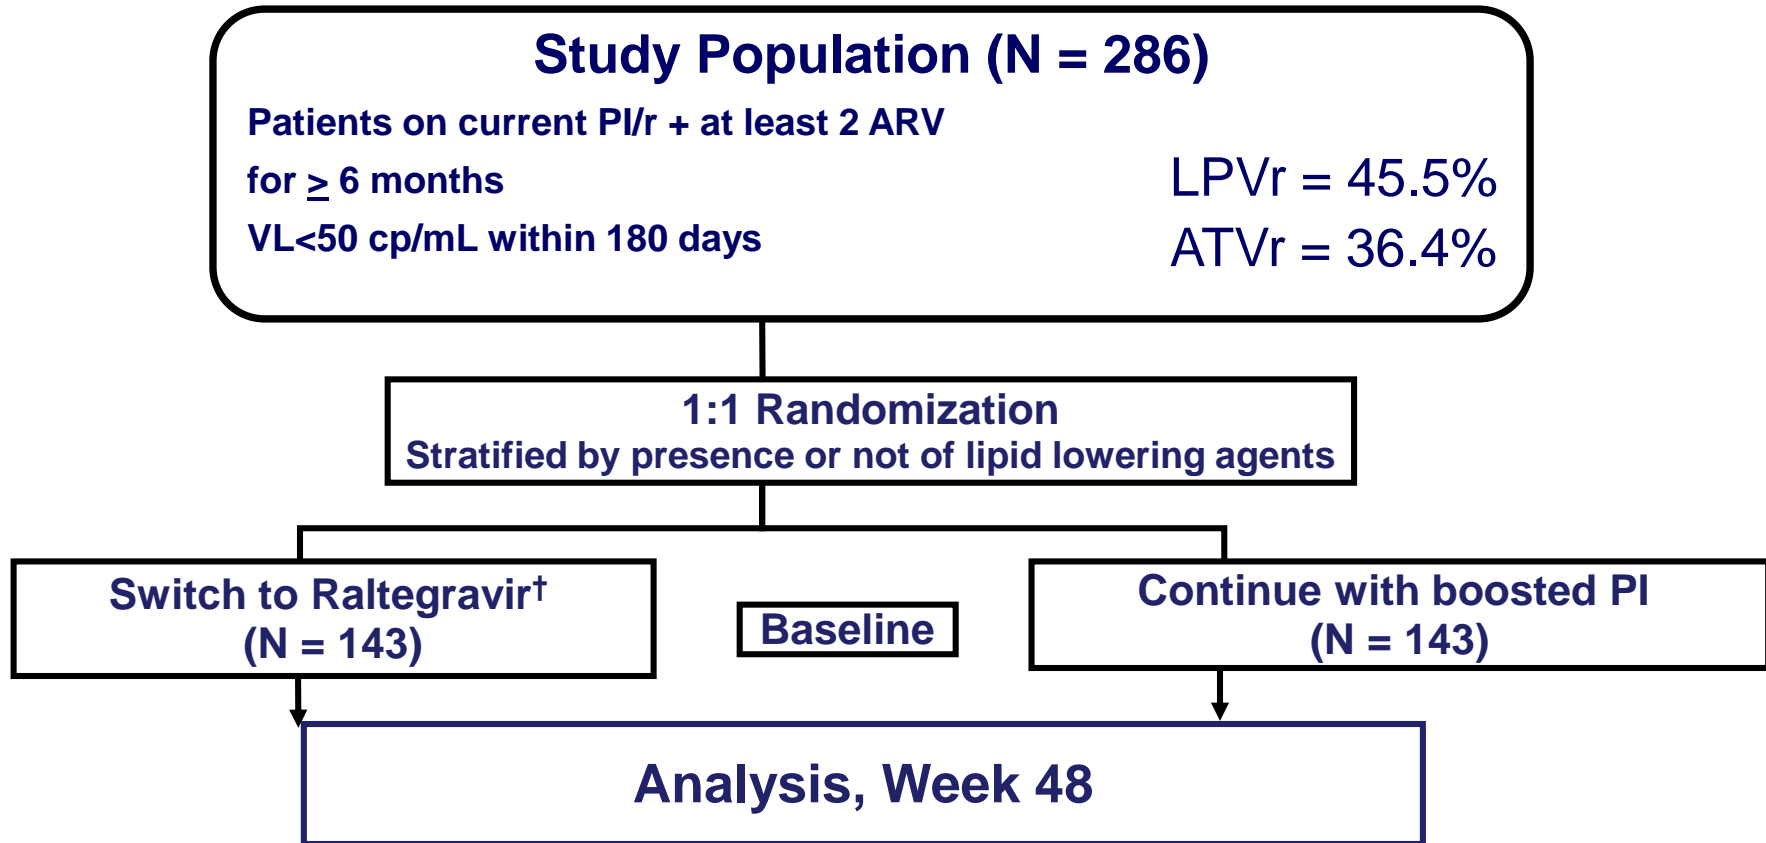 Study Population (N = 286)
Patients on current PI/r + at least 2 ARV
for ≥ 6 months
VL<50 cp/mL within 180 days
LPVr = 45.5%
ATVr = 36.4%
1:1 Randomization
Stratified by presence or not of lipid lowering agents
Switch to Raltegravir†
(N = 143)
Baseline
Continue with boosted PI
(N = 143)
Analysis, Week 48